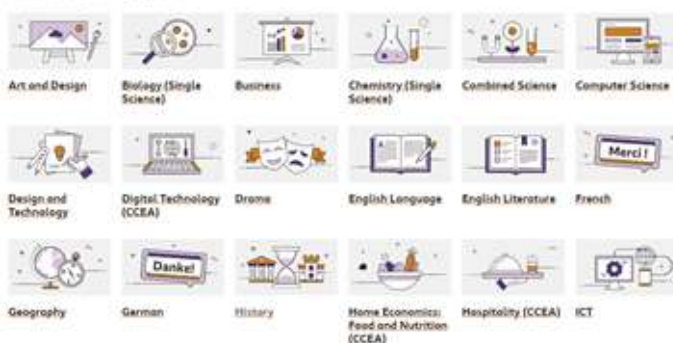 Art and Design
Biology (Single
Science)
Business
Chemistry (Single
Science)
Combined Science
Computer Science
Merci!
Design and
Technology
Digital Technology
(CCEA)
Drama
English Language
English Literature
French
Danke!
Geography
German
History
Home Economics:
Food and Nutrition
(CCEA)
Hospitality (CCEA)
ICT